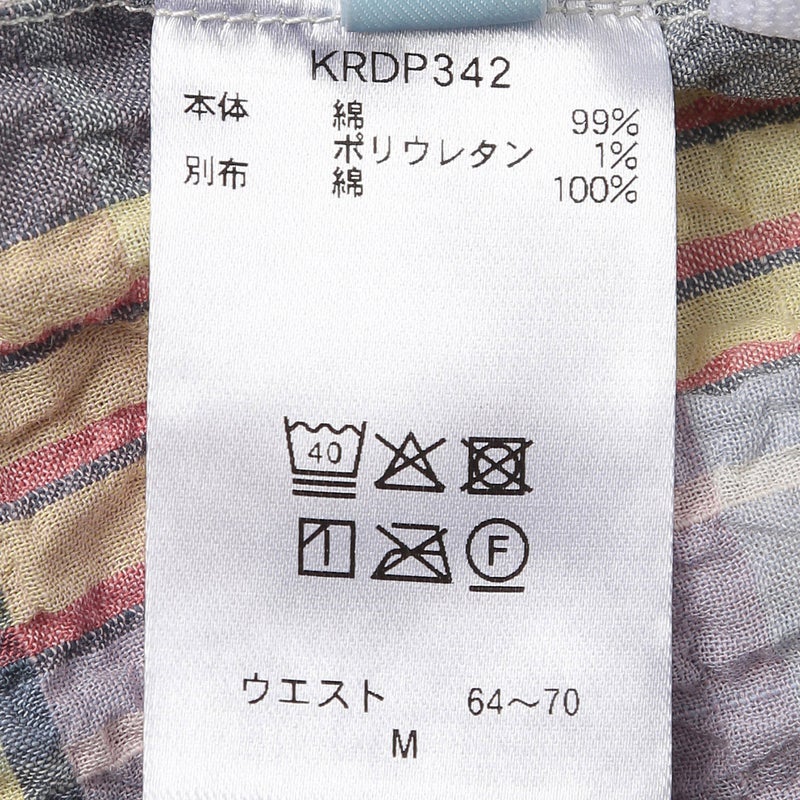 KRDP342
本体 綿 99%
ポリウレタン 1%
別布 綿 100%
40
F
ウエスト 64～70
M